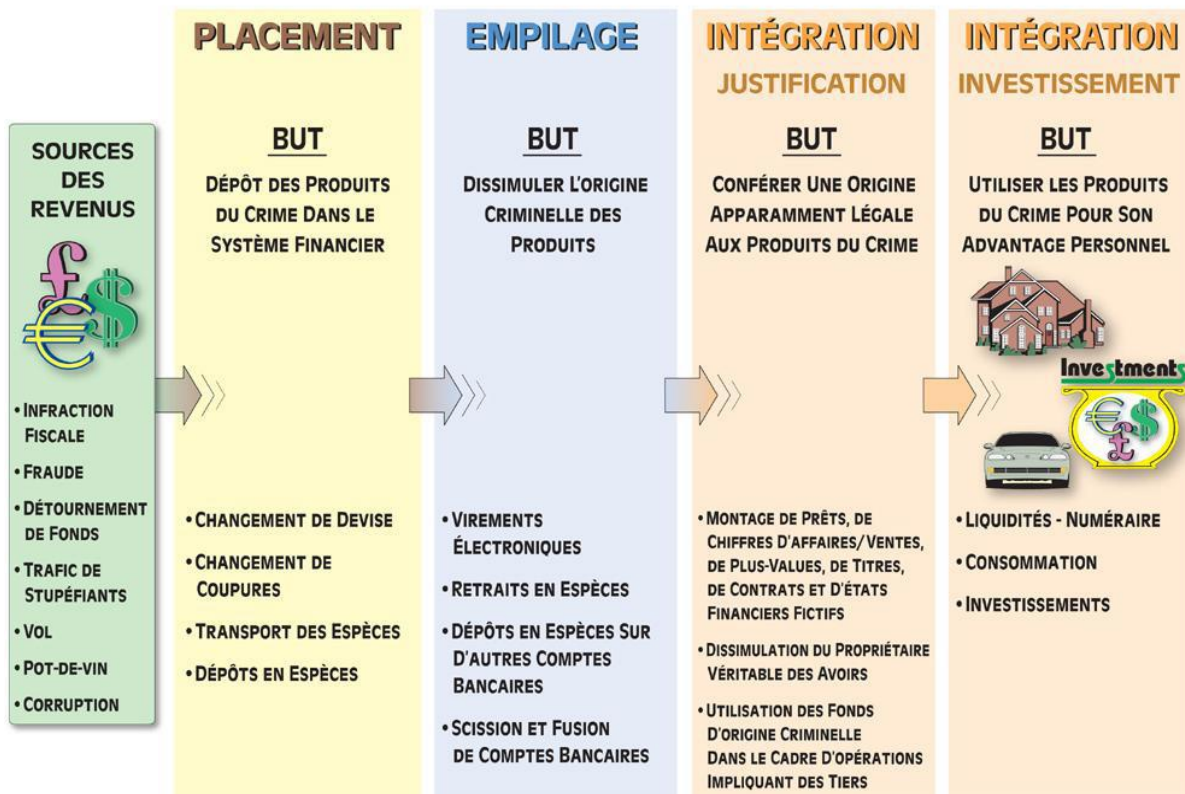 SOURCES
DES
REVENUS
£
$
€
• INFRACTION
FISCALE
• FRAUDE
• DÉTOURNEMENT
DE FONDS
• TRAFIC DE
STUPÉFIANTS
• VOL
• POT-DE-VIN
• CORRUPTION
PLACEMENT
BUT
DÉPÔT DES PRODUITS
DU CRIME DANS LE
SYSTÈME FINANCIER
• CHANGEMENT DE DEVISE
• CHANGEMENT DE
COUPURES
• TRANSPORT DES ESPÈCES
• DÉPÔTS EN ESPÈCES
EMPILAGE
BUT
DISSIMULER L'ORIGINE
CRIMINELLE DES
PRODUITS
• VIREMENTS
ÉLECTRONIQUES
• RETRAITS EN ESPÈCES
• DÉPÔTS EN ESPÈCES SUR
D'AUTRES COMPTES
BANCAIRES
• SCISSION ET FUSION
DE COMPTES BANCAIRES
INTÉGRATION
JUSTIFICATION
BUT
CONFÉRER UNE ORIGINE
APPARAMMENT LÉGALE
AUX PRODUITS DU CRIME
• MONTAGE DE PRÊTS, DE
CHIFFRES D'AFFAIRES/VENTES,
DE PLUS-VALUES, DE TITRES,
DE CONTRATS ET D'ÉTATS
FINANCIERS FICTIFS
• DISSIMULATION DU PROPRIÉTAIRE
VÉRITABLE DES AVOIRS
• UTILISATION DES FONDS
D'ORIGINE CRIMINELLE
DANS LE CADRE D'OPÉRATIONS
IMPLIQUANT DES TIERS
INTÉGRATION
INVESTISSEMENT
BUT
UTILISER LES PRODUITS
DU CRIME POUR SON
ADVANTAGE PERSONNEL
Investments
€ $
£
• LIQUIDITÉS - NUMÉRAIRE
• CONSOMMATION
• INVESTISSEMENTS